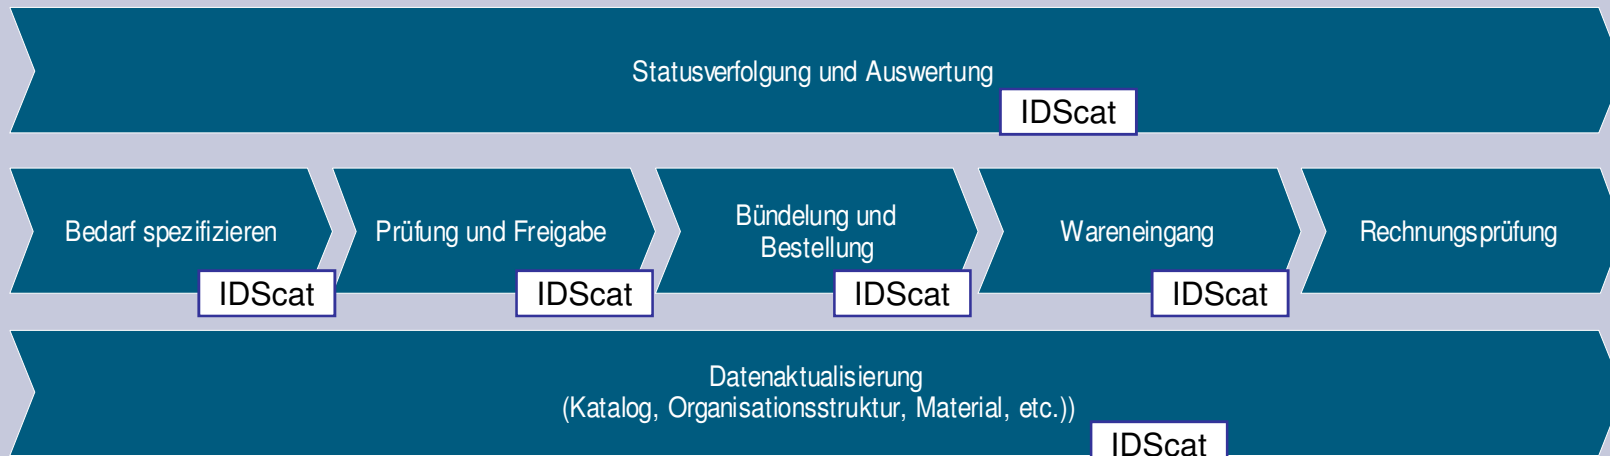 Statusverfolgung und Auswertung
IDScat
Bedarf spezifizieren
IDScat
Prüfung und Freigabe
IDScat
Bündelung und
Bestellung
IDScat
Wareneingang
IDScat
Rechnungsprüfung
Datenaktualisierung
(Katalog, Organisationsstruktur, Material, etc.))
IDScat